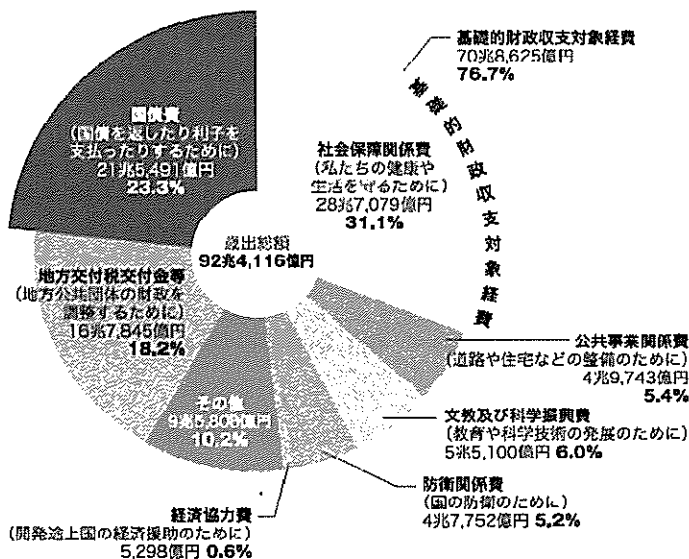 基礎的財政収支対象経費
70兆8,625億円
76.7%
基礎的財政収支対象経費
国債費
(国債を返したり利子を
支払ったりするために)
21兆5,491億円
23.3%
社会保障関係費
(私たちの健康や
生活を守るために)
28兆7,079億円
31.1%
歳出総額
92兆4,116億円
地方交付税交付金等
(地方公共団体の財政を
調整するために)
16兆7,845億円
18.2%
公共事業関係費
(道路や住宅などの整備のために)
4兆9,743億円
5.4%
その他
10.2%
文教及び科学振興費
(教育や科学技術の発展のために)
5兆5,100億円 6.0%
防衛関係費
(国の防衛のために)
4兆7,752億円 5.2%
経済協力費
(開発途上国の経済援助のために)
5,298億円 0.6%